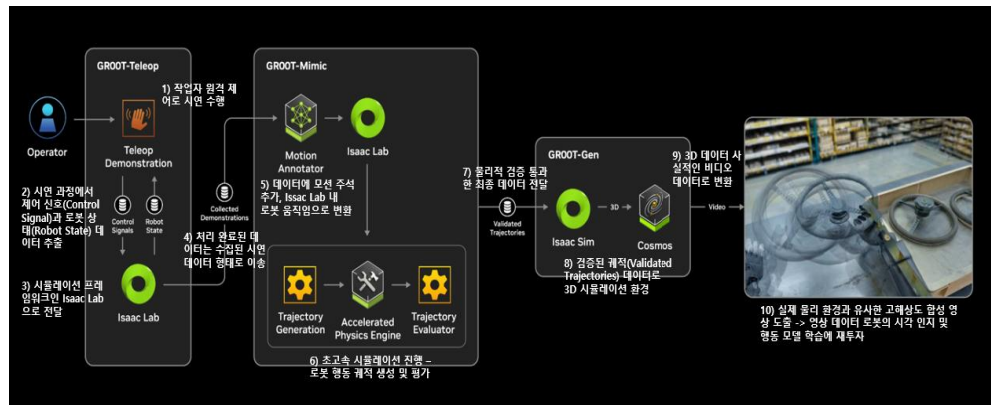 GR00T-Teleop
Operator
1) 작업자 원격 제
어로 시연 수행
Teleop
Demonstration
2) 시연 과정에서
제어 신호(Control
Signal)과 로봇 상
태(Robot State) 데
이터 추출
Control
Signals
Robot
State
3) 시뮬레이션 프레
임워크인 Isaac Lab
으로 전달
Isaac Lab
4) 처리 완료된 데
이터는 수집된 시연
데이터 형태로 이송
Collected
Demonstrations
GR00T-Mimic
Motion
Annotator
Isaac Lab
5) 데이터에 모션 주석
추가, Issac Lab 내
로봇 움직임으로 변환
Trajectory
Generation
Accelerated
Physics Engine
Trajectory
Evaluator
6) 초고속 시뮬레이션 진행 –
로봇 행동 궤적 생성 및 평가
7) 물리적 검증 통과
한 최종 데이터 전달
Validated
Trajectories
GR00T-Gen
Isaac Sim
3D
Cosmos
8) 검증된 궤적(Validated
Trajectories) 데이터로
3D 시뮬레이션 환경
9) 3D 데이터 사
실적인 비디오
데이터로 변환
Video
10) 실제 물리 환경과 유사한 고해상도 합성 영
상 도출 -> 영상 데이터 로봇의 시각 인지 및
행동 모델 학습에 재투자